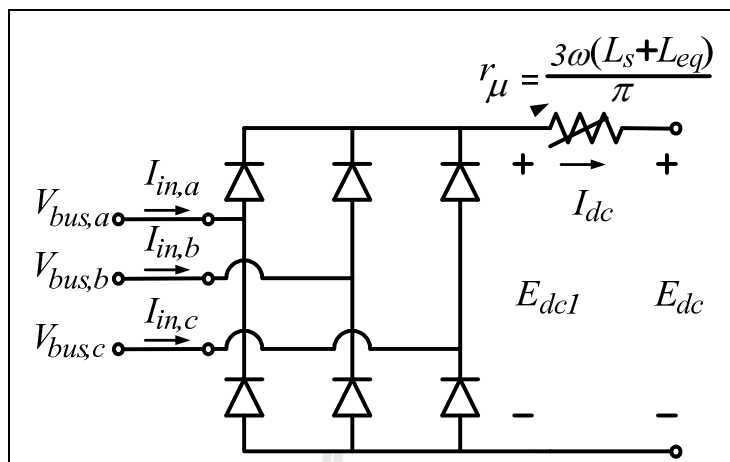 r_μ = 3ω(L_s+L_eq)/π
I_in,a
V_bus,a
I_in,b
V_bus,b
I_in,c
V_bus,c
+ +
I_dc
E_dc1 E_dc
− −